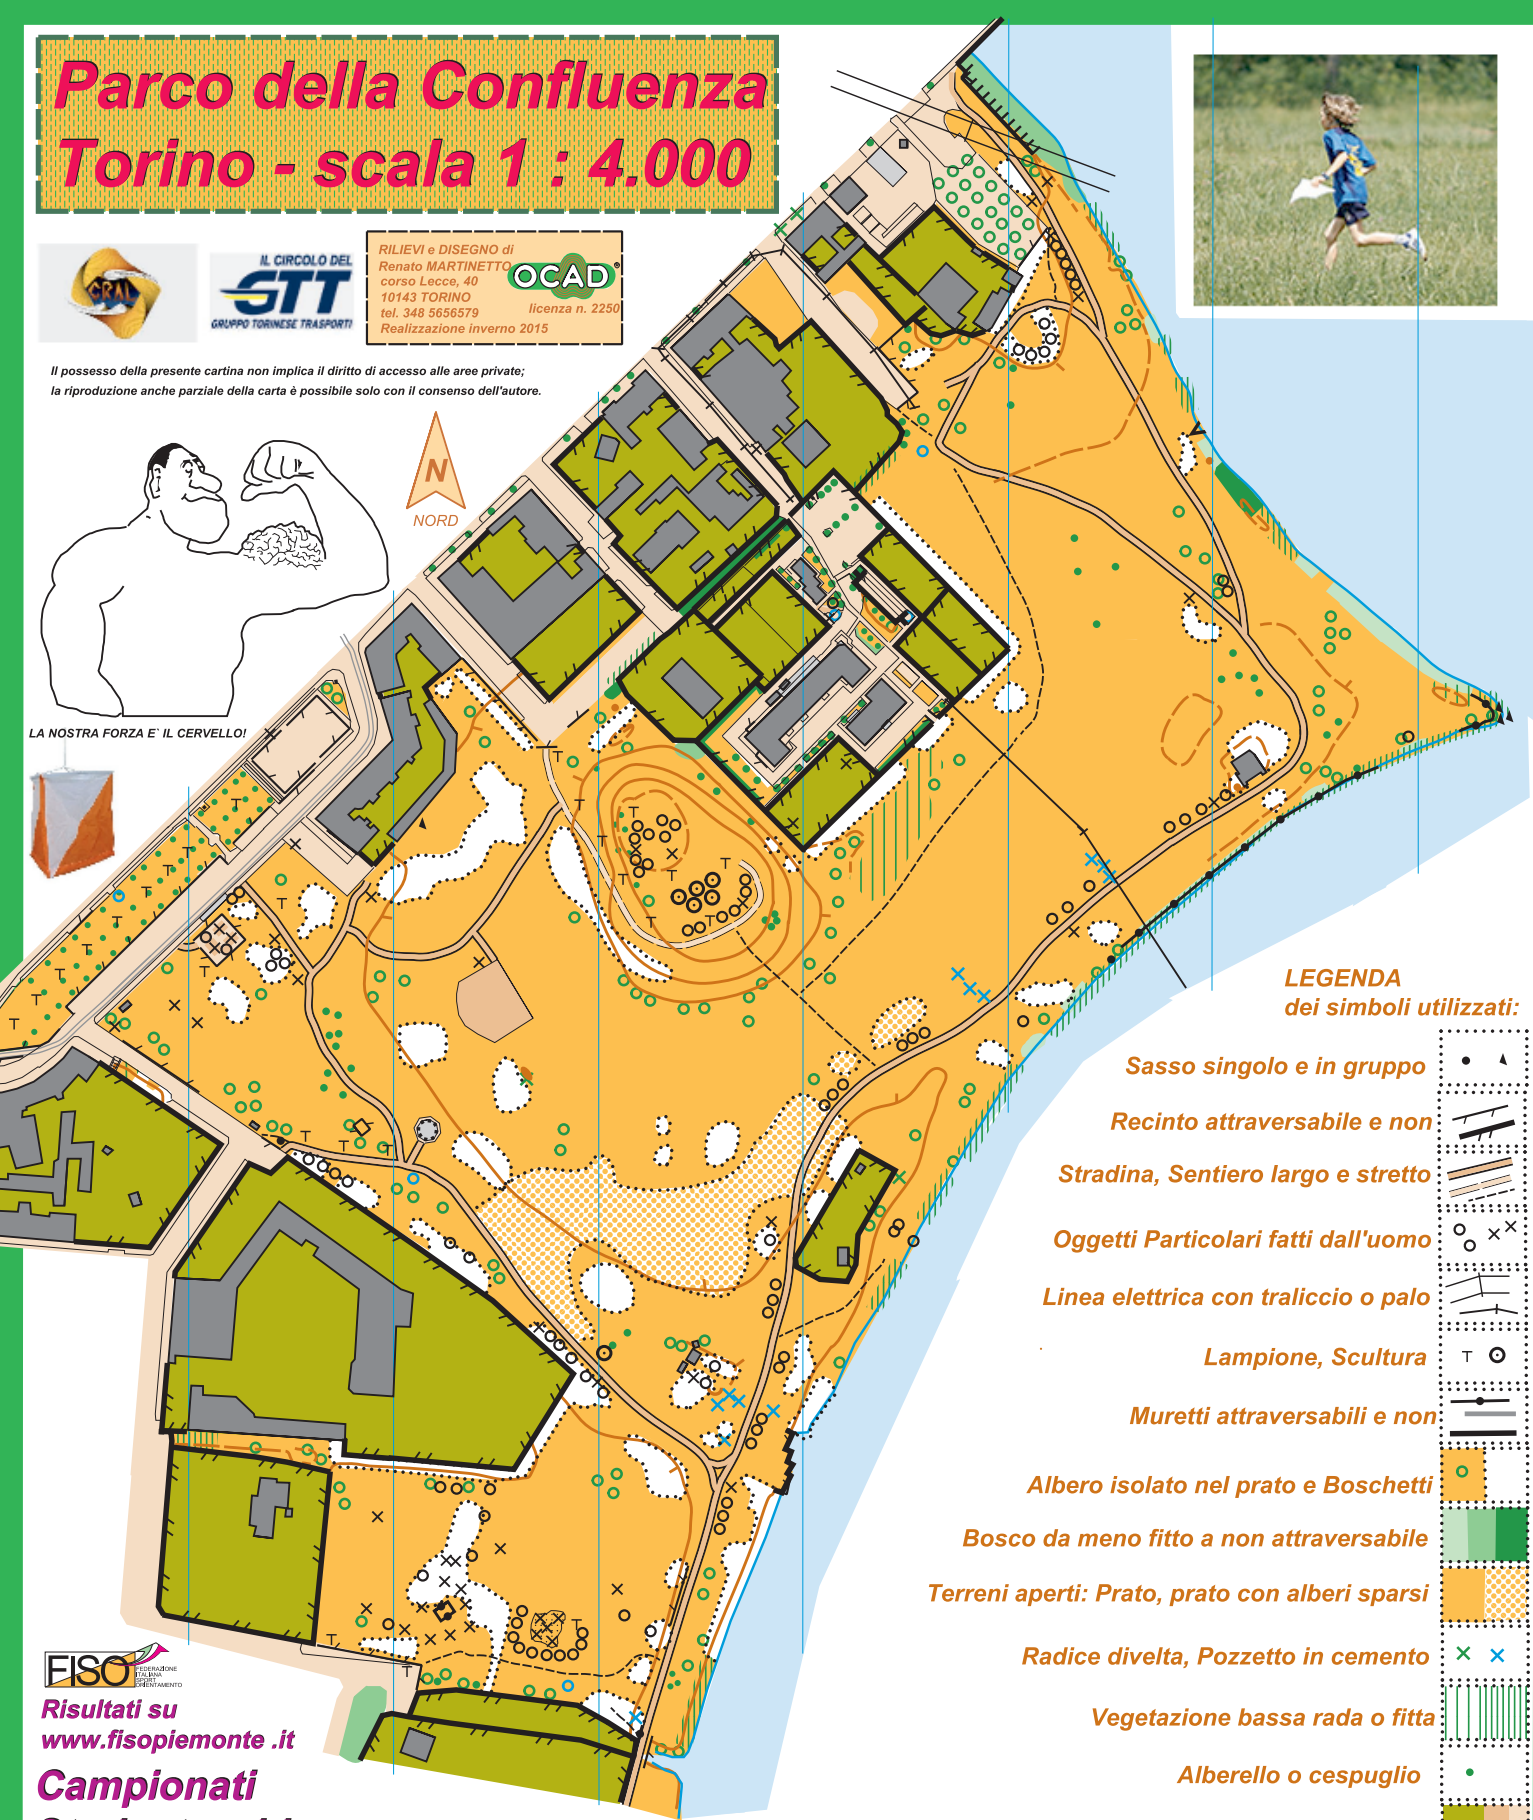 Parco della Confluenza
Torino - scala 1 : 4.000
CRAL
IL CIRCOLO DEL
GTT
GRUPPO TORINESE TRASPORTI
RILIEVI e DISEGNO di
Renato MARTINETTO
corso Lecce, 40
10143 TORINO
tel. 348 5656579
Realizzazione inverno 2015
OCAD®
licenza n. 2250
Il possesso della presente cartina non implica il diritto di accesso alle aree private;
la riproduzione anche parziale della carta è possibile solo con il consenso dell'autore.
N
NORD
LA NOSTRA FORZA E` IL CERVELLO!
LEGENDA
dei simboli utilizzati:
Sasso singolo e in gruppo
Recinto attraversabile e non
Stradina, Sentiero largo e stretto
Oggetti Particolari fatti dall'uomo
Linea elettrica con traliccio o palo
Lampione, Scultura
Muretti attraversabili e non
Albero isolato nel prato e Boschetti
Bosco da meno fitto a non attraversabile
Terreni aperti: Prato, prato con alberi sparsi
Radice divelta, Pozzetto in cemento
Vegetazione bassa rada o fitta
Alberello o cespuglio
FISO
FEDERAZIONE
ITALIANA
SPORT
ORIENTAMENTO
Risultati su
www.fisopiemonte .it
Campionati